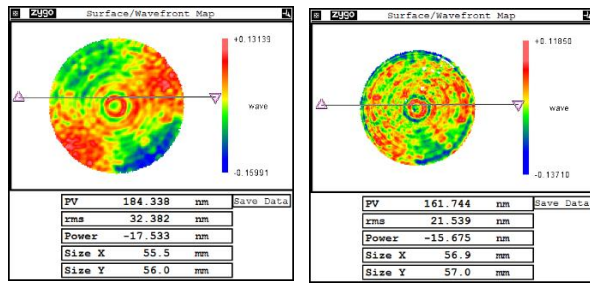 zygo Surface/Wavefront Map
+0.13139
wave
-0.15991
PV 184.338 nm Save Data
rms 32.382 nm
Power -17.533 nm
Size X 55.5 mm
Size Y 56.0 mm
zygo Surface/Wavefront Map
+0.11850
wave
-0.13710
PV 161.744 nm Save Data
rms 21.539 nm
Power -15.675 nm
Size X 56.9 mm
Size Y 57.0 mm